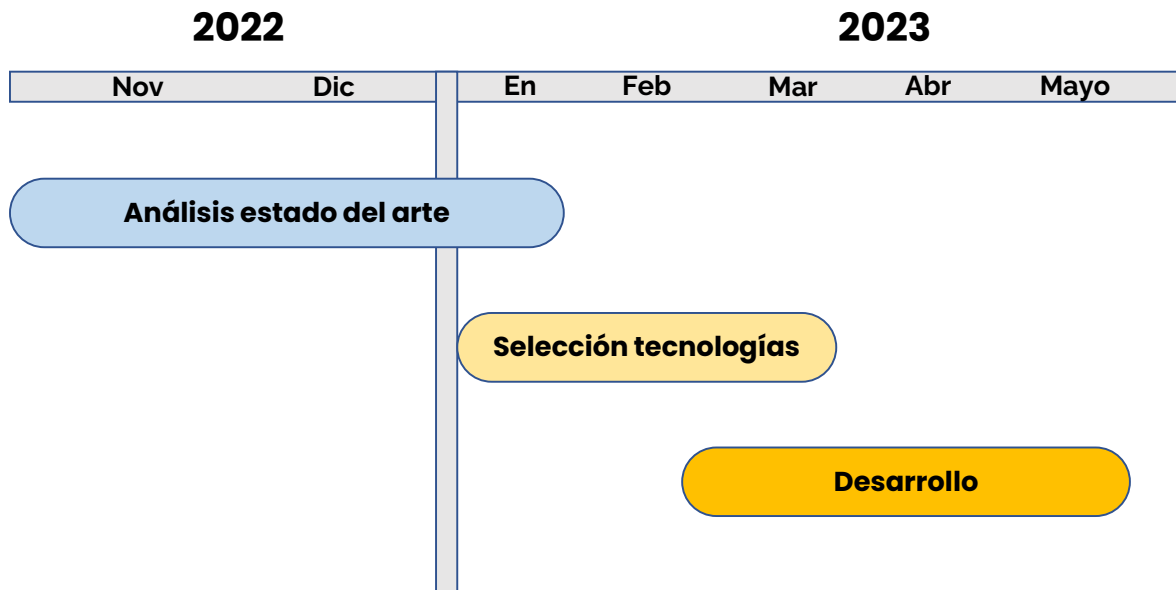 2022 2023
Nov Dic En Feb Mar Abr Mayo
Análisis estado del arte
Selección tecnologías
Desarrollo